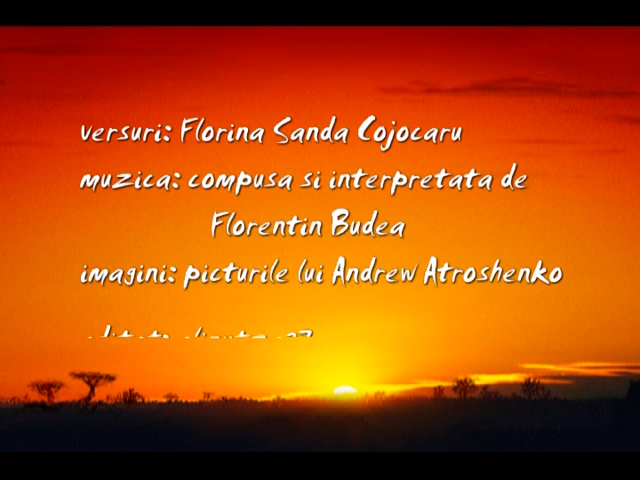 versuri: Florina Sanda Cojocaru
muzica: compusa si interpretata de
Florentin Budea
imagini: picturile lui Andrew Atroshenko